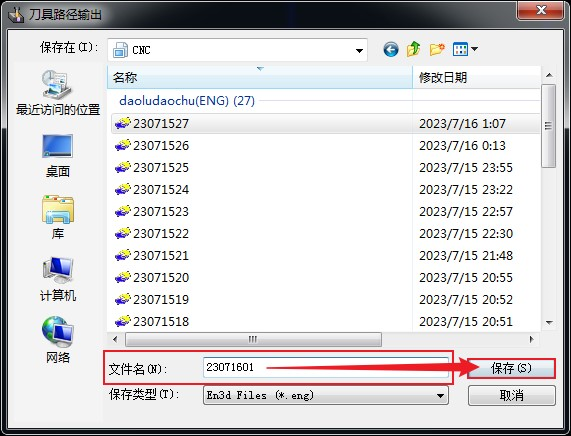 刀具路径输出
保存在(I): CNC
名称 修改日期
daoludaochu(ENG) (27)
23071527 2023/7/16 1:07
23071526 2023/7/16 0:13
23071525 2023/7/15 23:55
23071524 2023/7/15 23:22
23071523 2023/7/15 22:57
23071522 2023/7/15 22:30
23071521 2023/7/15 21:48
23071520 2023/7/15 20:55
23071519 2023/7/15 20:52
23071518 2023/7/15 20:51
最近访问的位置
桌面
库
计算机
网络
文件名(N): 23071601 保存(S)
保存类型(T): En3d Files (*.eng) 取消